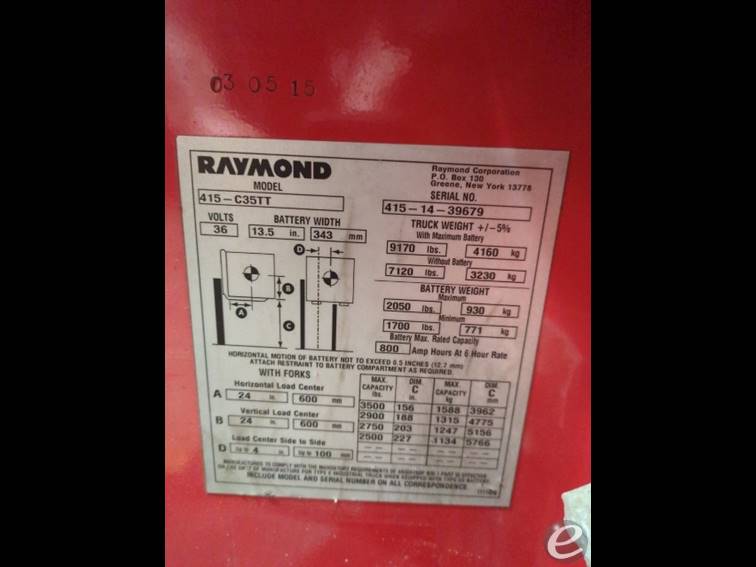 03 05 15
RAYMOND
Raymond Corporation
P.O. Box 130
Greene, New York 13778
MODEL
415-C35TT
SERIAL NO.
415-14-39679
VOLTS
36
BATTERY WIDTH
13.5 in. 343 mm
TRUCK WEIGHT +/-5%
With Maximum Battery
9170 lbs. 4160 kg
Without Battery
7120 lbs. 3230 kg
BATTERY WEIGHT
Maximum
2050 lbs. 930 kg
Minimum
1700 lbs. 771 kg
Battery Max. Rated Capacity
800 Amp Hours At 6 Hour Rate
D
B
A
C
HORIZONTAL MOTION OF BATTERY NOT TO EXCEED 0.5 INCHES (12.7 mm)
ATTACH RESTRAINT TO BATTERY COMPARTMENT AS REQUIRED.
WITH FORKS
Horizontal Load Center
A 24 in. 600 mm
Vertical Load Center
B 24 in. 600 mm
Load Center Side to Side
D Up to 4 in. Up to 100 mm
MAX. CAPACITY lbs. DIM. C in. MAX. CAPACITY kg DIM. C mm
3500 156 1588 3962
2900 188 1315 4775
2750 203 1247 5156
2500 227 1134 5766
INCLUDE MODEL AND SERIAL NUMBER ON ALL CORRESPONDENCE.
e